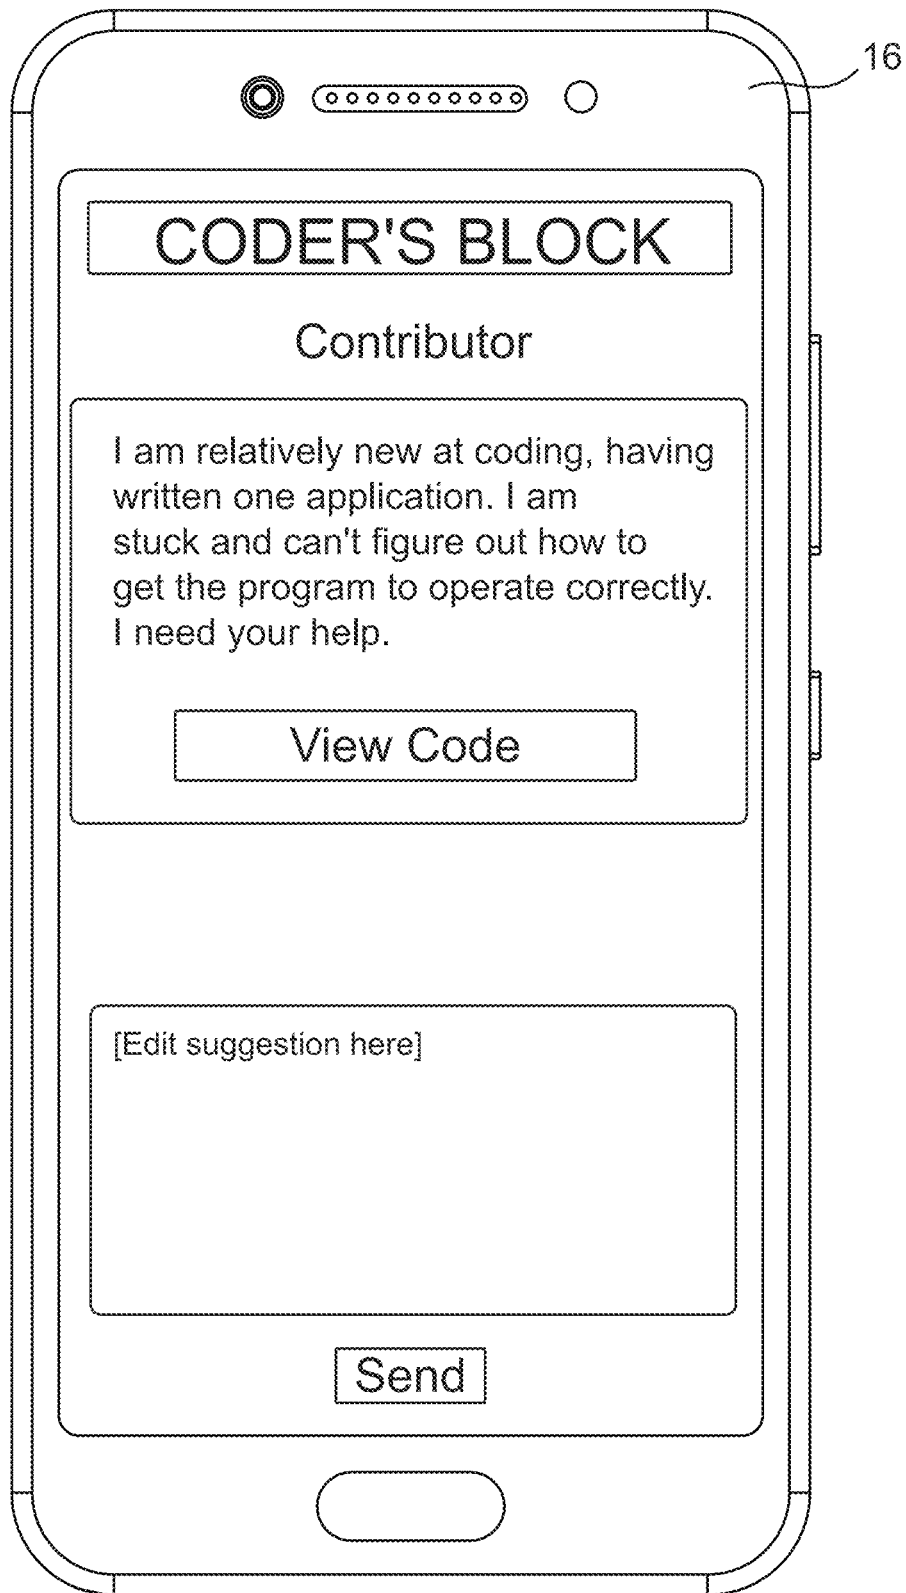 16
CODER'S BLOCK
Contributor
I am relatively new at coding, having
written one application. I am
stuck and can't figure out how to
get the program to operate correctly.
I need your help.
View Code
[Edit suggestion here]
Send